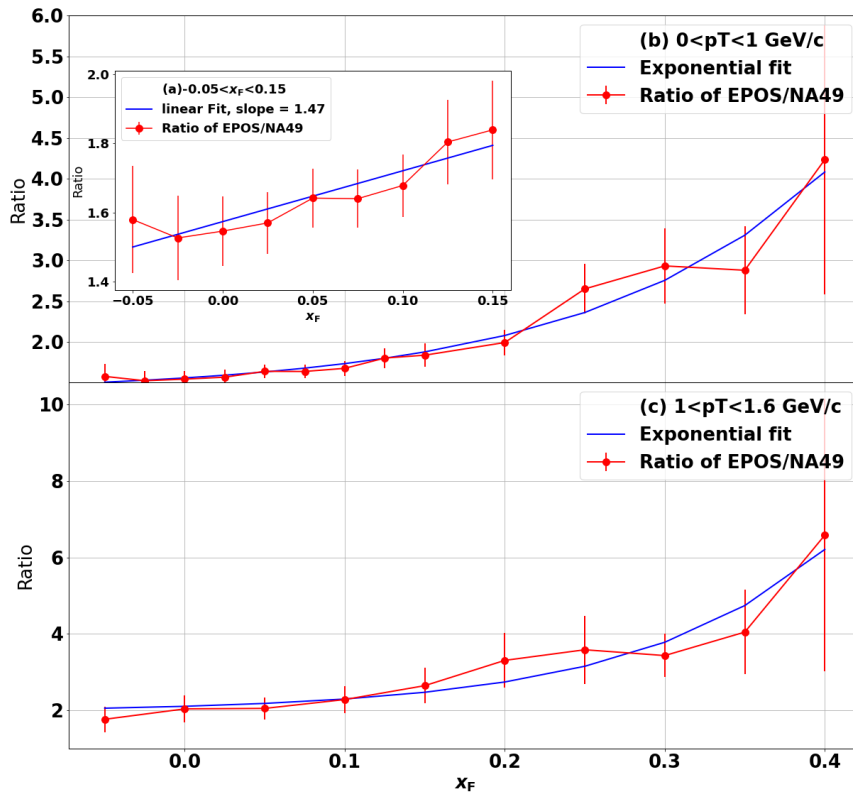 6.0
5.5
5.0
4.5
4.0
3.5
3.0
2.5
2.0
Ratio
(b) 0<pT<1 GeV/c
Exponential fit
Ratio of EPOS/NA49
2.0
1.8
1.6
1.4
Ratio
(a)-0.05<xF<0.15
linear Fit, slope = 1.47
Ratio of EPOS/NA49
−0.05 0.00 0.05 0.10 0.15
xF
10
8
6
4
2
Ratio
(c) 1<pT<1.6 GeV/c
Exponential fit
Ratio of EPOS/NA49
0.0 0.1 0.2 0.3 0.4
xF